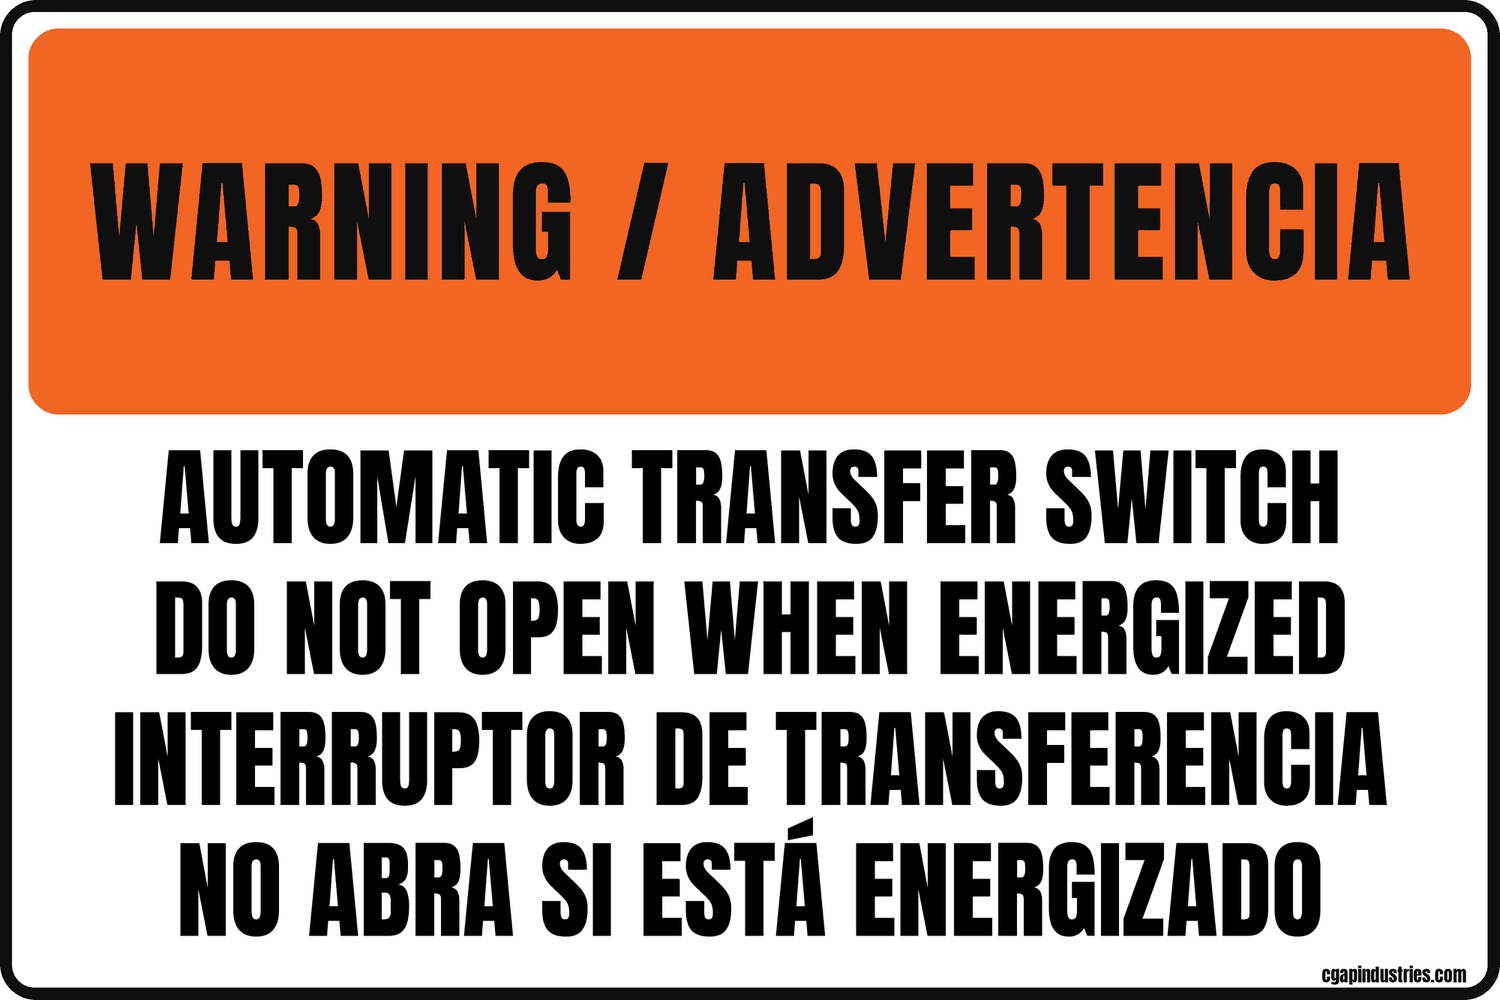 WARNING / ADVERTENCIA
AUTOMATIC TRANSFER SWITCH
DO NOT OPEN WHEN ENERGIZED
INTERRUPTOR DE TRANSFERENCIA
NO ABRA SI ESTÁ ENERGIZADO
cgapindustries.com